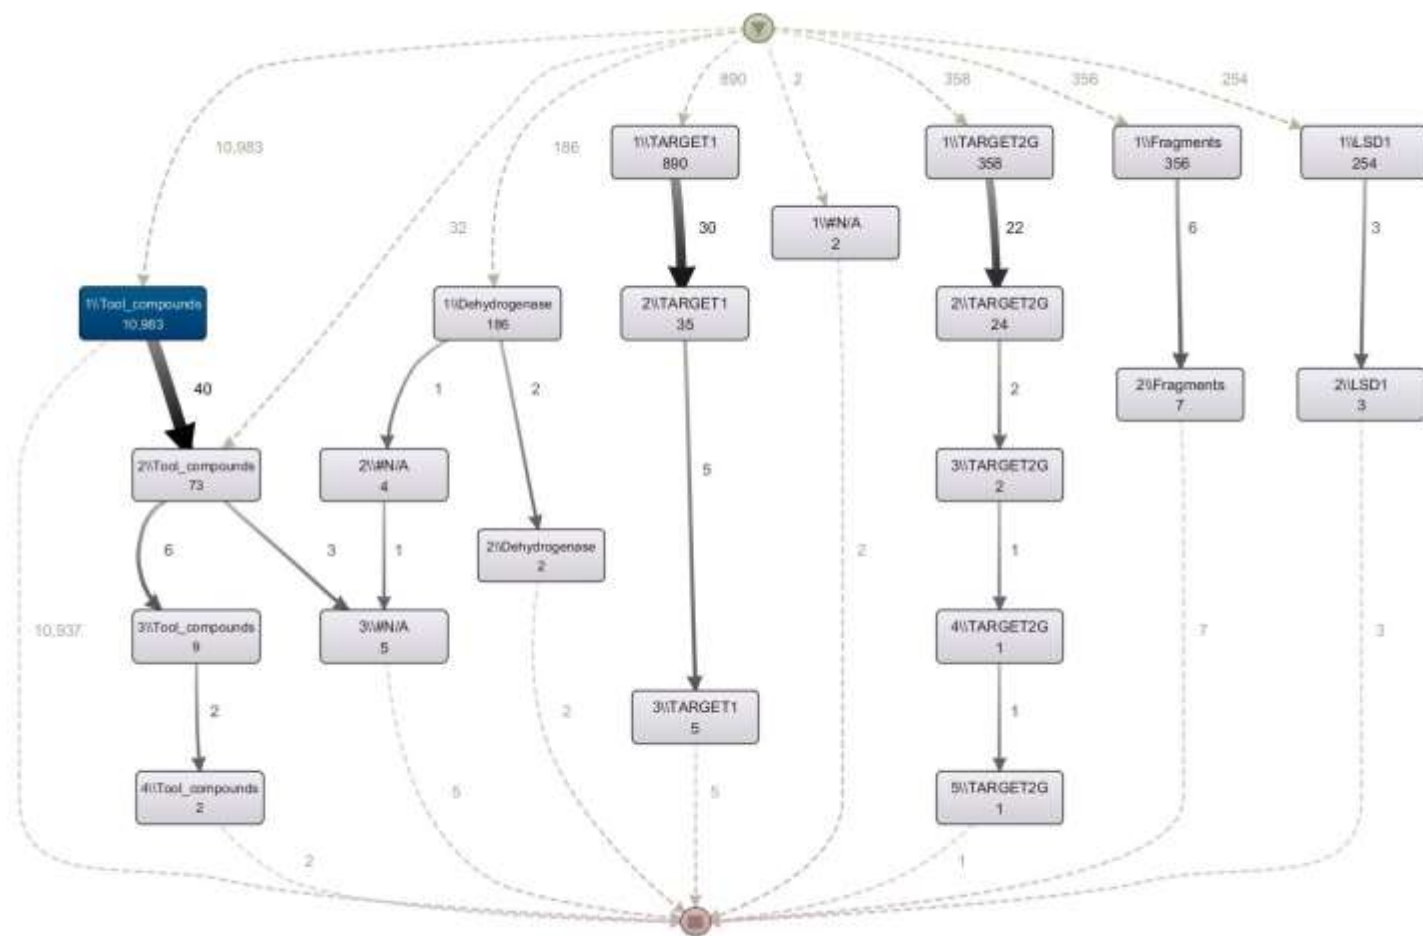 890
2
358
356
254
10,983
186
32
1\\TARGET1
890
1\\TARGET2G
358
1\\Fragments
356
1\\LSD1
254
1\\#N/A
2
30
22
6
3
1\\Tool_compounds
10,983
1\\Dehydrogenase
186
2\\TARGET1
35
2\\TARGET2G
24
40
1
2
2
2\\Fragments
7
2\\LSD1
3
2\\Tool_compounds
73
2\\#N/A
4
3\\TARGET2G
2
5
6
3
1
2\\Dehydrogenase
2
2
1
3\\Tool_compounds
9
3\\#N/A
5
4\\TARGET2G
1
10,937
7
3
2
2
3\\TARGET1
5
1
4\\Tool_compounds
2
5
5
5\\TARGET2G
1
2
1